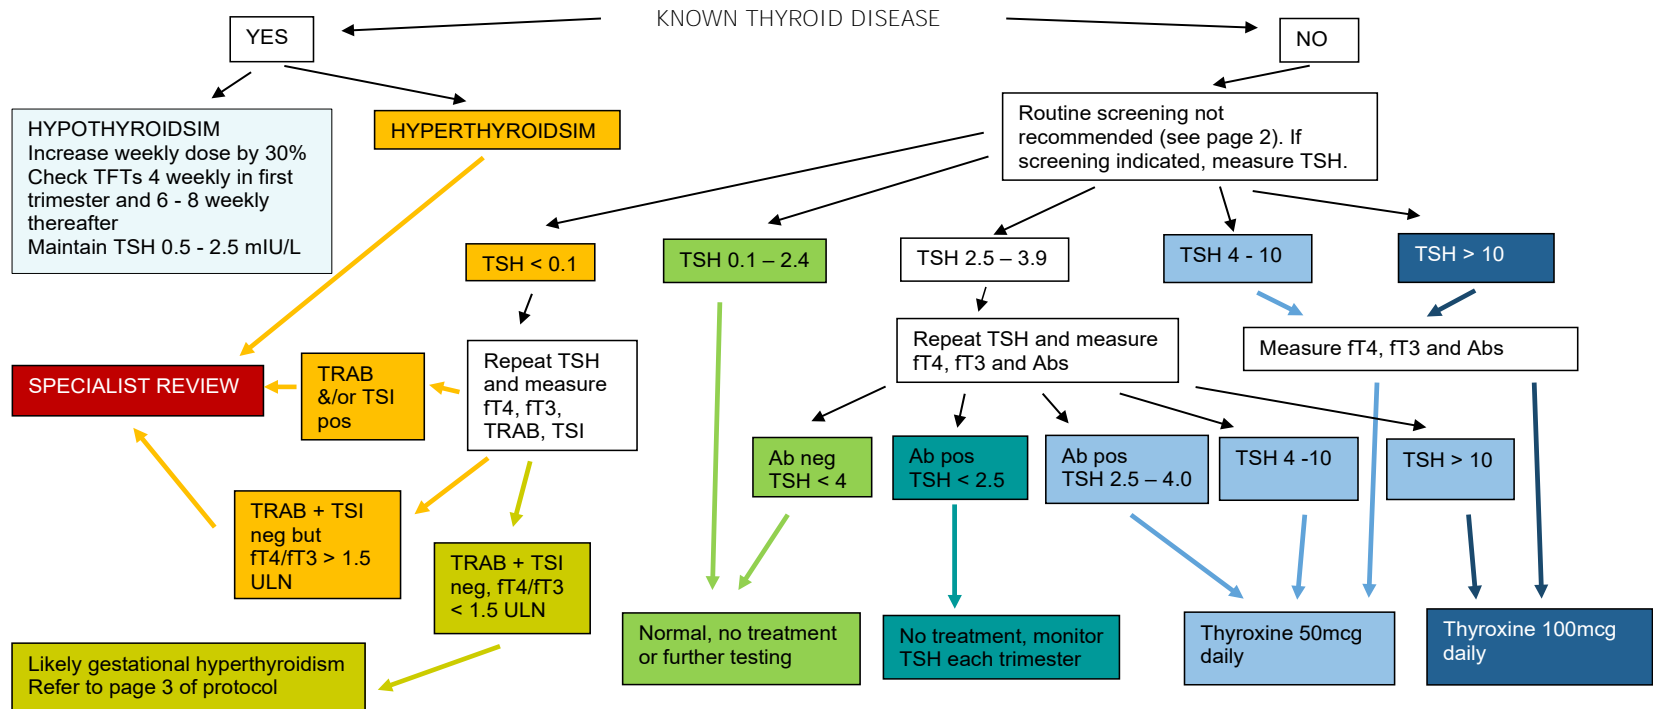 KNOWN THYROID DISEASE
YES
NO
HYPOTHYROIDSIM
Increase weekly dose by 30%
Check TFTs 4 weekly in first
trimester and 6 - 8 weekly
thereafter
Maintain TSH 0.5 - 2.5 mIU/L
HYPERTHYROIDSIM
Routine screening not
recommended (see page 2). If
screening indicated, measure TSH.
TSH < 0.1
TSH 0.1 – 2.4
TSH 2.5 – 3.9
TSH 4 - 10
TSH > 10
SPECIALIST REVIEW
TRAB
&/or TSI
pos
Repeat TSH
and measure
fT4, fT3,
TRAB, TSI
Repeat TSH and measure
fT4, fT3 and Abs
Measure fT4, fT3 and Abs
Ab neg
TSH < 4
Ab pos
TSH < 2.5
Ab pos
TSH 2.5 – 4.0
TSH 4 -10
TSH > 10
TRAB + TSI
neg but
fT4/fT3 > 1.5
ULN
TRAB + TSI
neg, fT4/fT3
< 1.5 ULN
Likely gestational hyperthyroidism
Refer to page 3 of protocol
Normal, no treatment
or further testing
No treatment, monitor
TSH each trimester
Thyroxine 50mcg
daily
Thyroxine 100mcg
daily